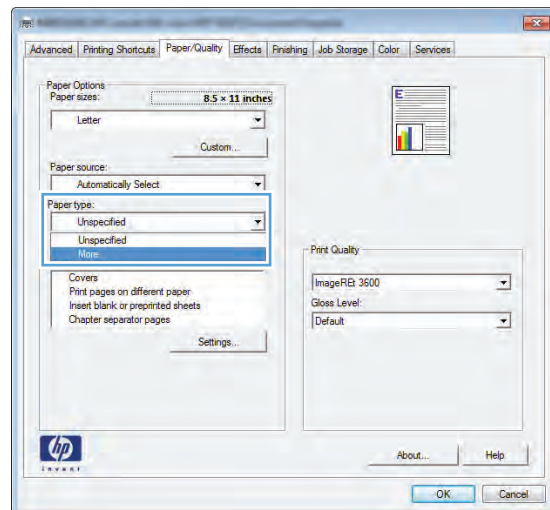 Advanced Printing Shortcuts Paper/Quality Effects Finishing Job Storage Color Services
Paper Options
Paper sizes: 8.5 × 11 inches
Letter
Custom...
Paper source:
Automatically Select
Paper type:
Unspecified
Unspecified
More
Covers
Print pages on different paper
Insert blank or preprinted sheets
Chapter separator pages
Settings...
E
Print Quality
ImageREt 3600
Gloss Level:
Default
hp
invent
About... Help
OK Cancel